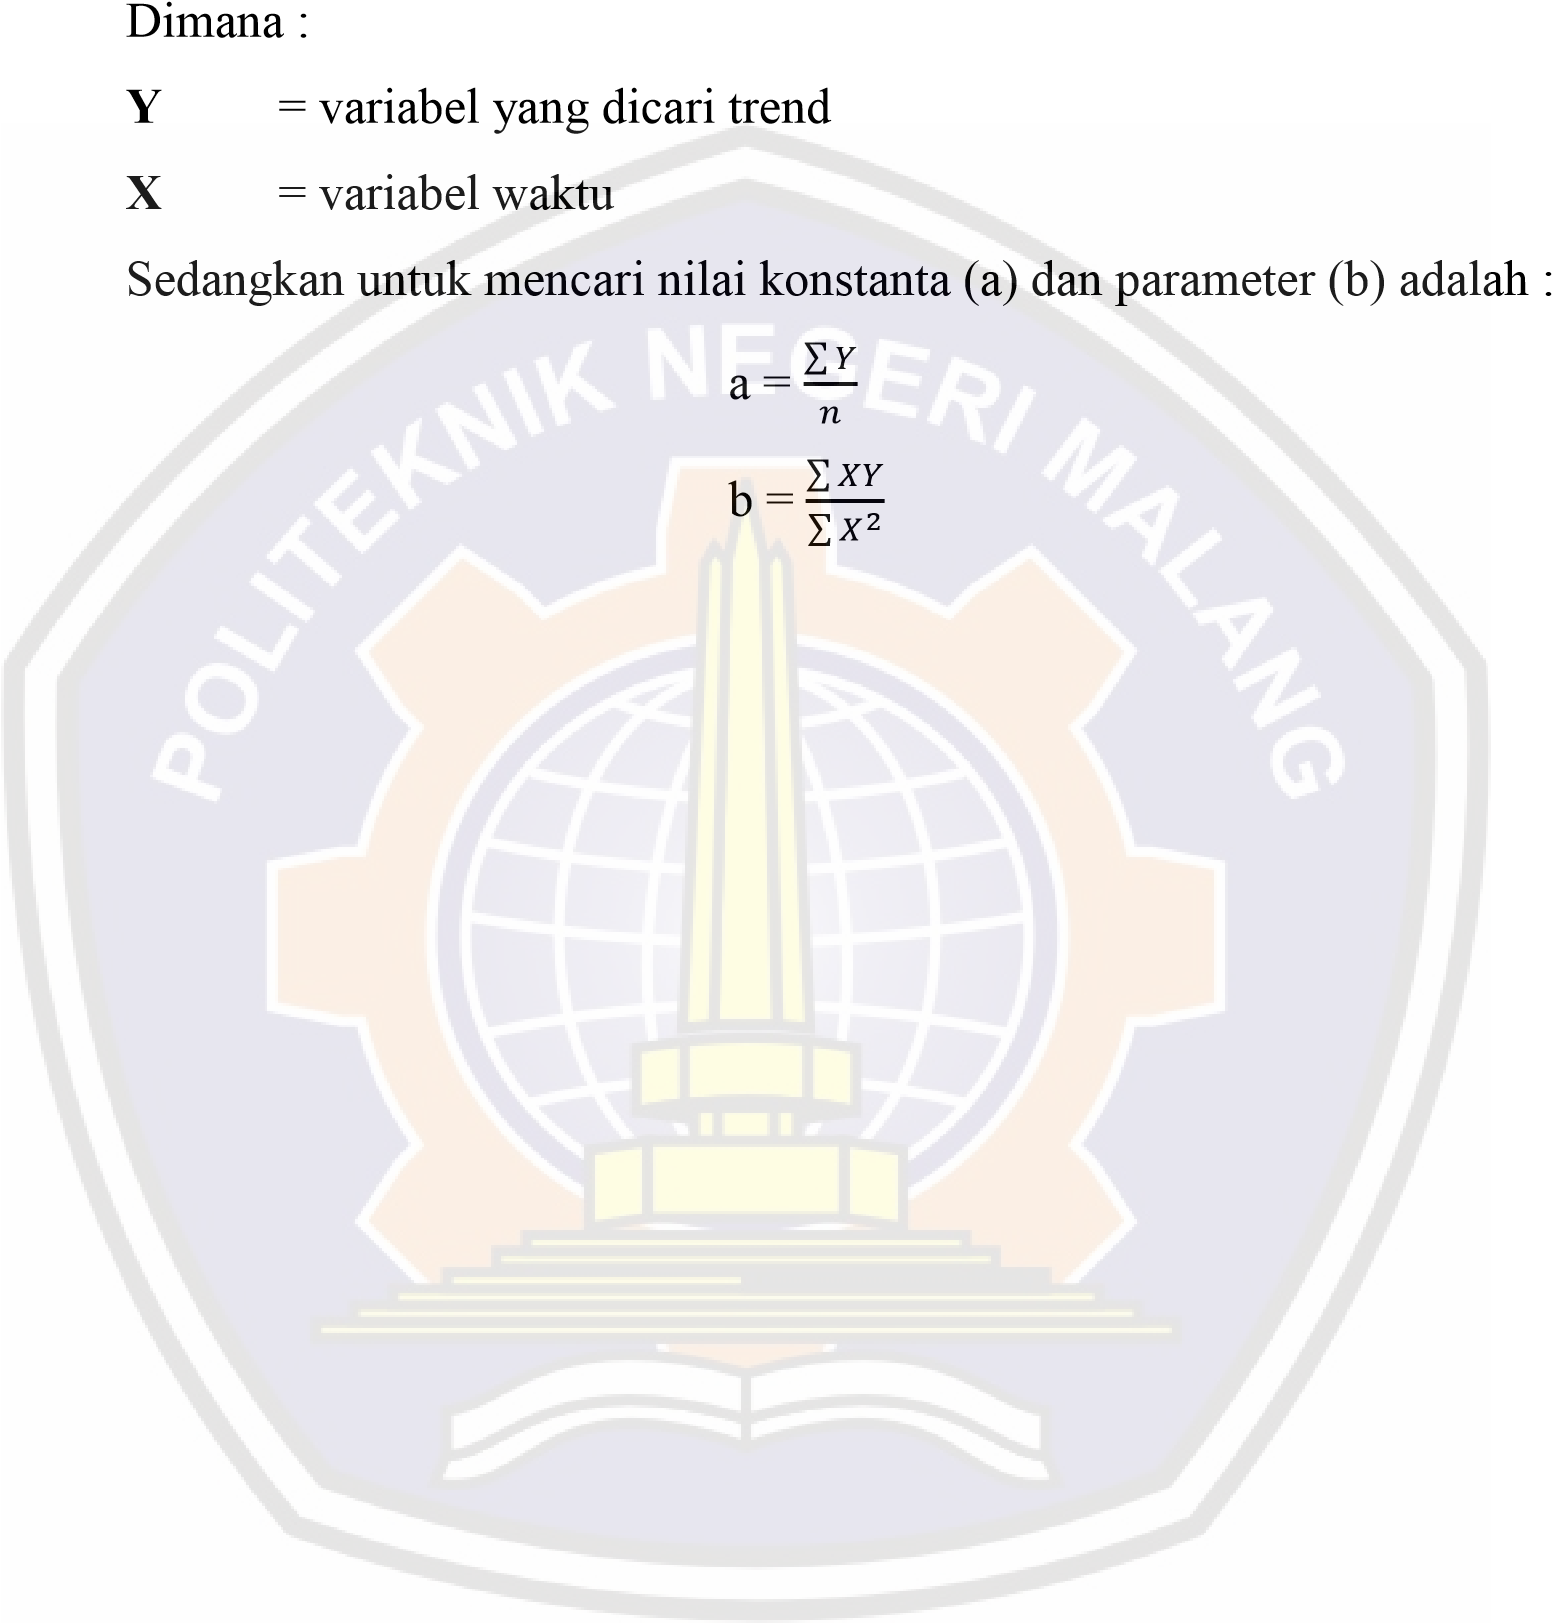 Dimana :
Y = variabel yang dicari trend
X = variabel waktu
Sedangkan untuk mencari nilai konstanta (a) dan parameter (b) adalah :
a = ∑ Y / n
b = ∑ XY / ∑ X²
POLITEKNIK NEGERI MALANG